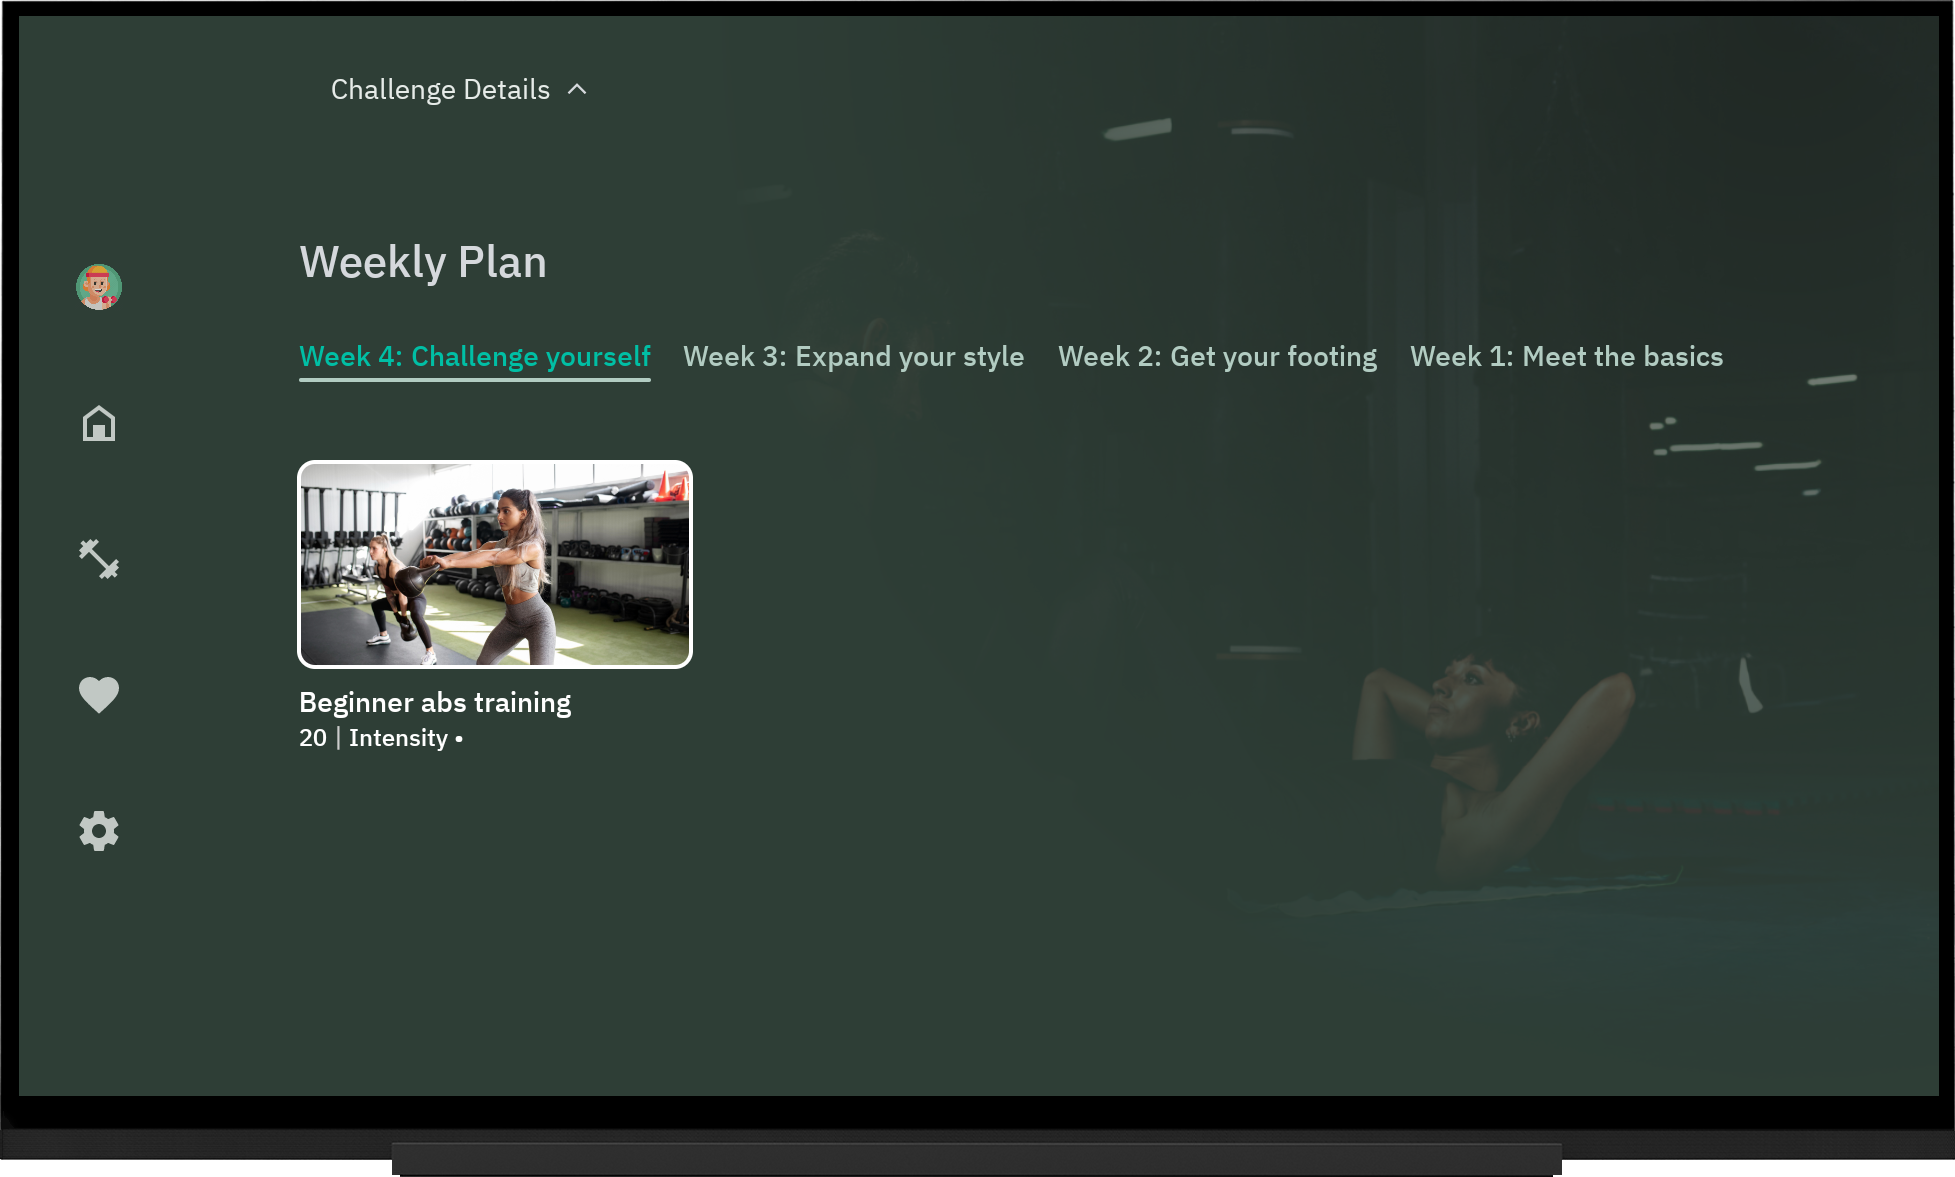 Challenge Details
Weekly Plan
Week 4: Challenge yourself Week 3: Expand your style Week 2: Get your footing Week 1: Meet the basics
Beginner abs training
20 | Intensity •